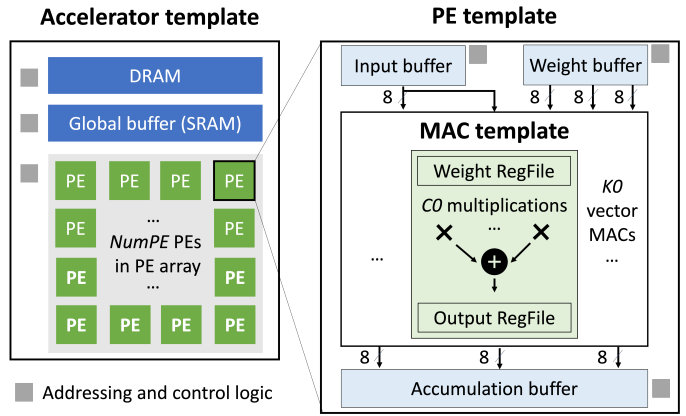 Accelerator template
DRAM
Global buffer (SRAM)
PE PE PE PE
PE ... PE
NumPE PEs
PE in PE array PE
...
PE PE PE PE
Addressing and control logic
PE template
Input buffer
Weight buffer
8 8 8 8
MAC template
Weight RegFile
C0 multiplications
...
+
Output RegFile
...
K0
vector
MACs
...
8 8 8
Accumulation buffer